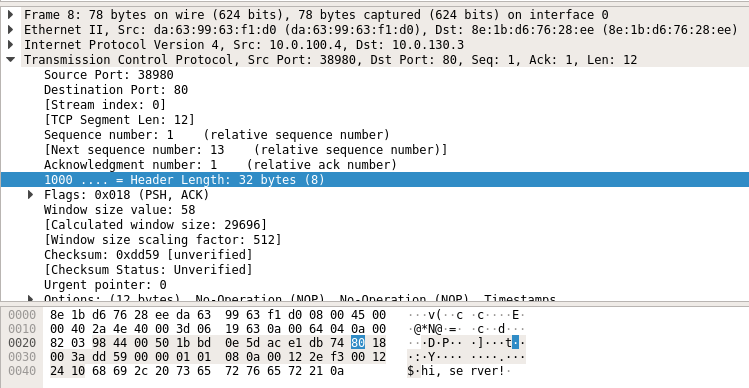 Frame 8: 78 bytes on wire (624 bits), 78 bytes captured (624 bits) on interface 0
Ethernet II, Src: da:63:99:63:f1:d0 (da:63:99:63:f1:d0), Dst: 8e:1b:d6:76:28:ee (8e:1b:d6:76:28:ee)
Internet Protocol Version 4, Src: 10.0.100.4, Dst: 10.0.130.3
Transmission Control Protocol, Src Port: 38980, Dst Port: 80, Seq: 1, Ack: 1, Len: 12
Source Port: 38980
Destination Port: 80
[Stream index: 0]
[TCP Segment Len: 12]
Sequence number: 1    (relative sequence number)
[Next sequence number: 13    (relative sequence number)]
Acknowledgment number: 1    (relative ack number)
1000 .... = Header Length: 32 bytes (8)
Flags: 0x018 (PSH, ACK)
Window size value: 58
[Calculated window size: 29696]
[Window size scaling factor: 512]
Checksum: 0xdd59 [unverified]
[Checksum Status: Unverified]
Urgent pointer: 0
Options: (12 bytes), No-Operation (NOP), No-Operation (NOP), Timestamps
0000  8e 1b d6 76 28 ee da 63  99 63 f1 d0 08 00 45 00  ···v(··c ·c····E·
0010  00 40 2a 4e 40 00 3d 06  19 63 0a 00 64 04 0a 00  ·@*N@·=· ·c··d···
0020  82 03 98 44 00 50 1b bd  0e 5d ac e1 db 74 80 18  ···D·P·· ·]···t··
0030  00 3a dd 59 00 00 01 01  08 0a 00 12 2e f3 00 12  ·:·Y···· ····.···
0040  24 10 68 69 2c 20 73 65  72 76 65 72 21 0a  $·hi, se rver!·